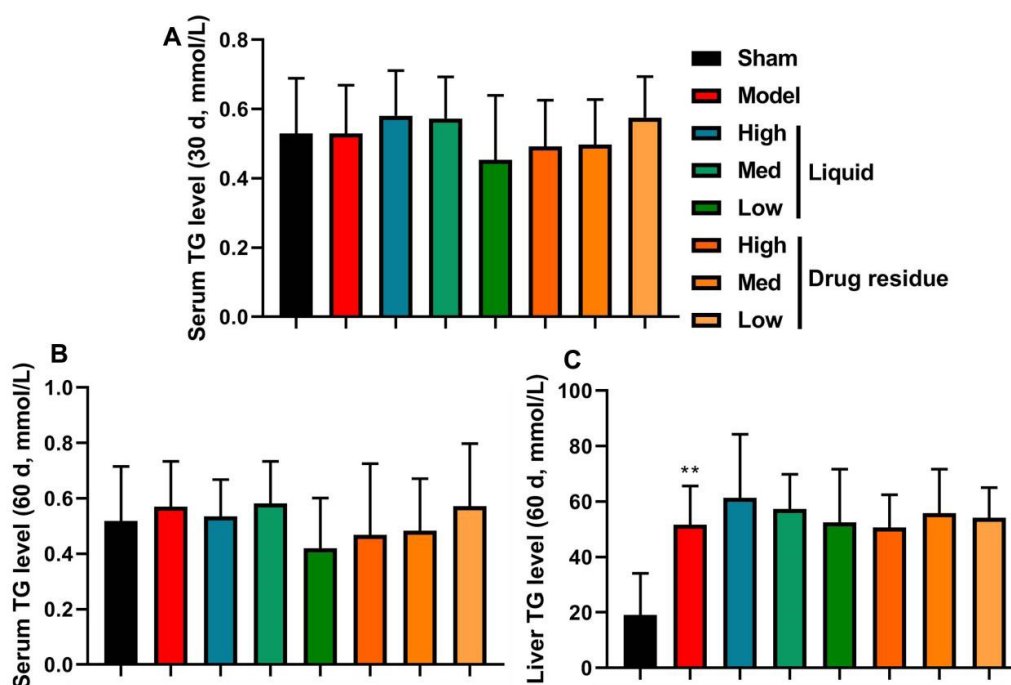 A
Serum TG level (30 d, mmol/L)
0.8
0.6
0.4
0.2
0.0
Sham
Model
High
Med
Low
Liquid
High
Med
Low
Drug residue
B
Serum TG level (60 d, mmol/L)
1.0
0.8
0.6
0.4
0.2
0.0
C
Liver TG level (60 d, mmol/L)
100
80
60
40
20
0
**